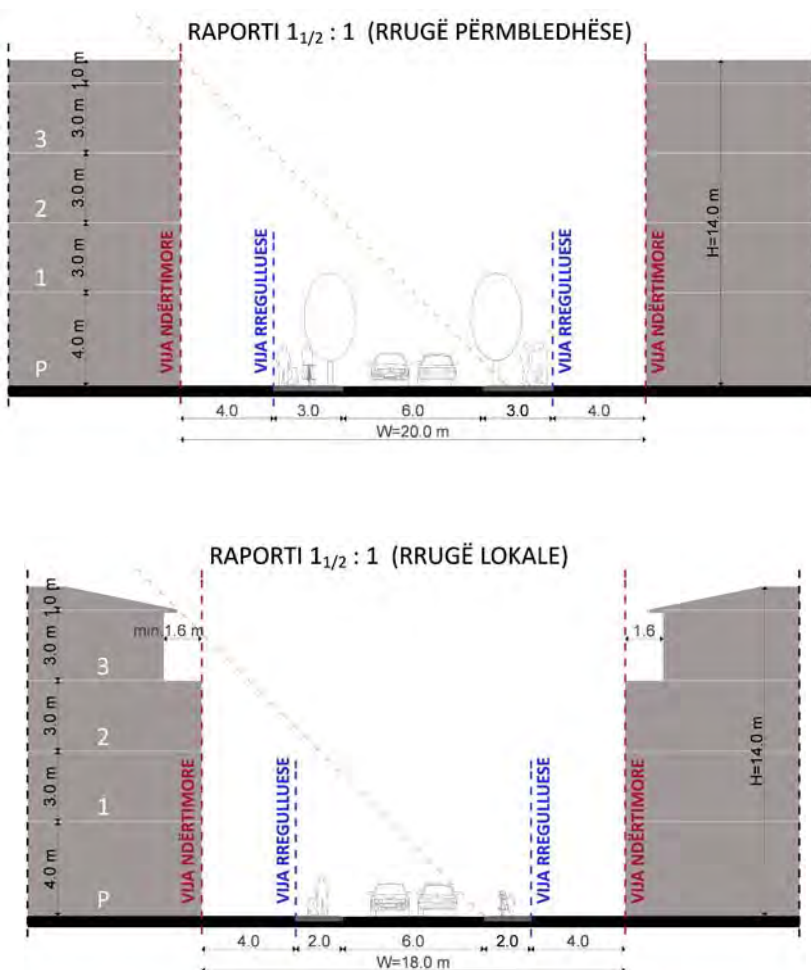 RAPORTI 1 1/2 : 1 (RRUGË PËRMBLEDHËSE)
1.0 m
3.0 m
3
3.0 m
2
3.0 m
1
4.0 m
P
VIJA NDËRTIMORE
VIJA RREGULLUESE
VIJA RREGULLUESE
VIJA NDËRTIMORE
H=14.0 m
4.0 3.0 6.0 3.0 4.0
W=20.0 m
RAPORTI 1 1/2 : 1 (RRUGË LOKALE)
1.0 m
min 1.6 m
1.6
3.0 m
3
3.0 m
2
3.0 m
1
4.0 m
P
VIJA NDËRTIMORE
VIJA RREGULLUESE
VIJA RREGULLUESE
VIJA NDËRTIMORE
H=14.0 m
4.0 2.0 6.0 2.0 4.0
W=18.0 m